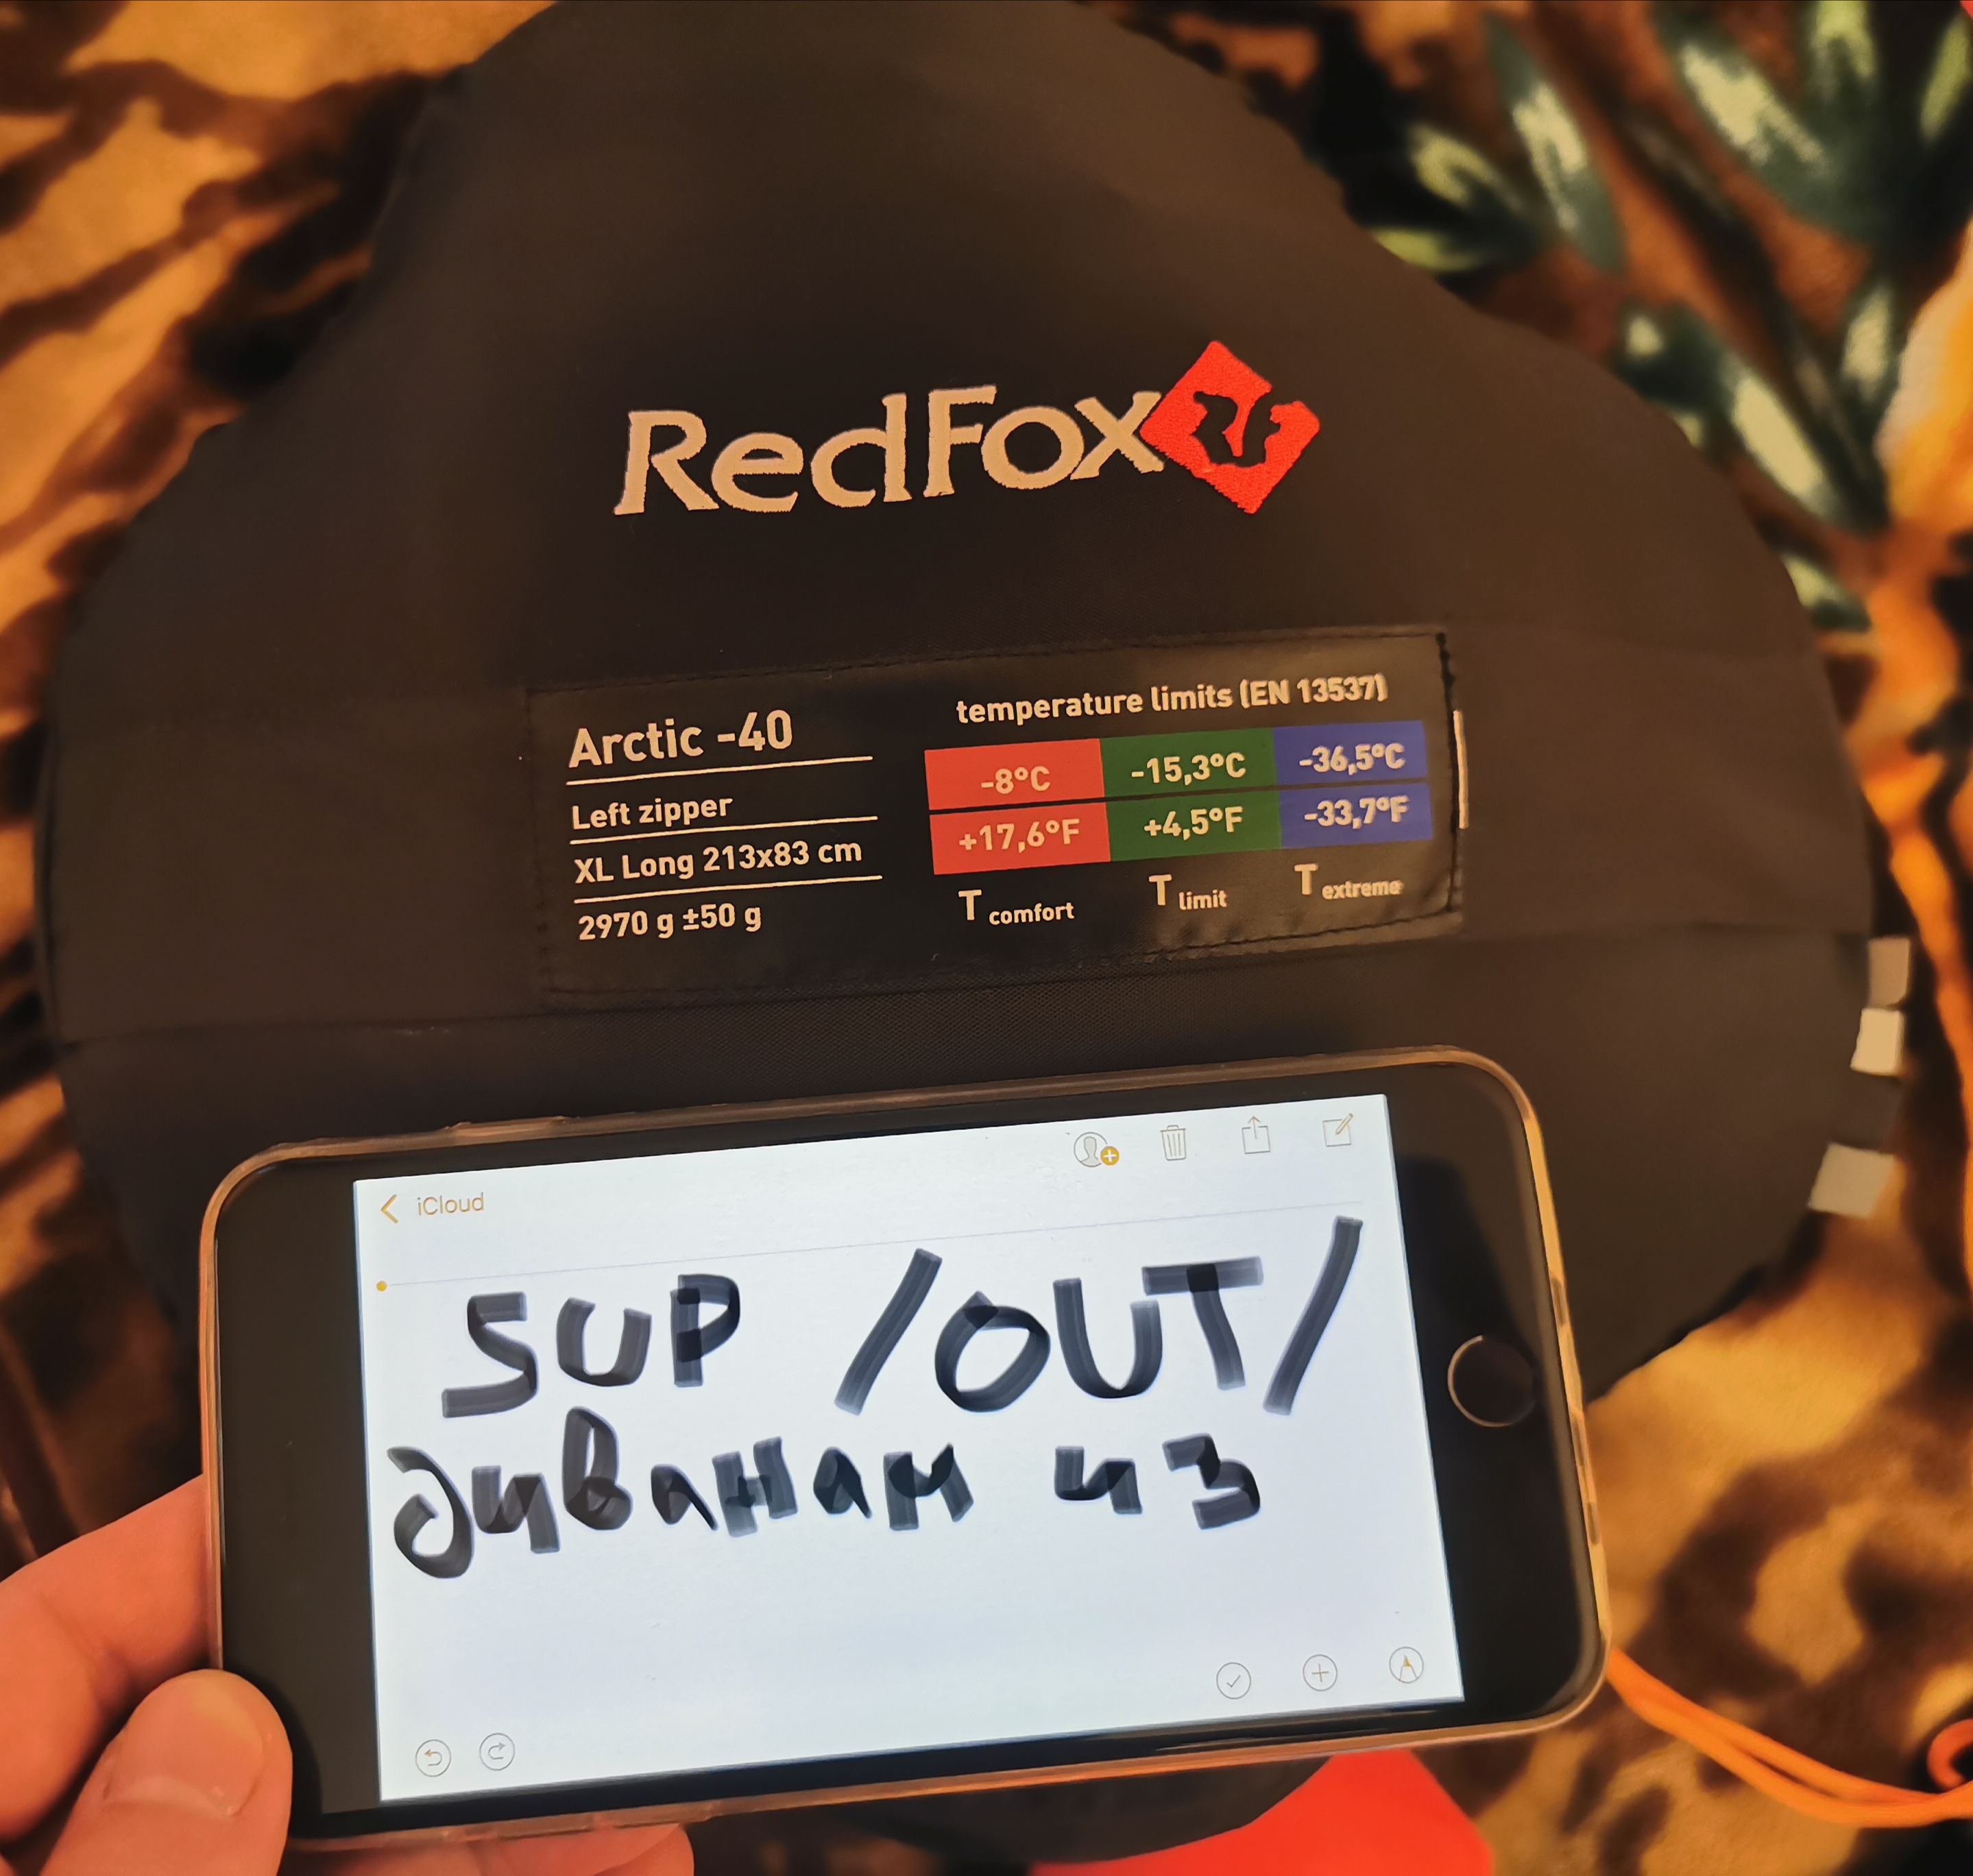 RedFox
Arctic -40
Left zipper
XL Long 213x83 cm
2970 g ±50 g
temperature limits (EN 13537)
-8°C -15,3°C -36,5°C
+17,6°F +4,5°F -33,7°F
T comfort T limit T extreme
iCloud
SUP /OUT/
диванам из